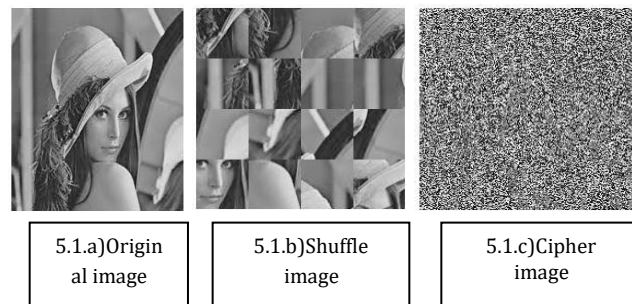 5.1.a)Origin
al image
5.1.b)Shuffle
image
5.1.c)Cipher
image